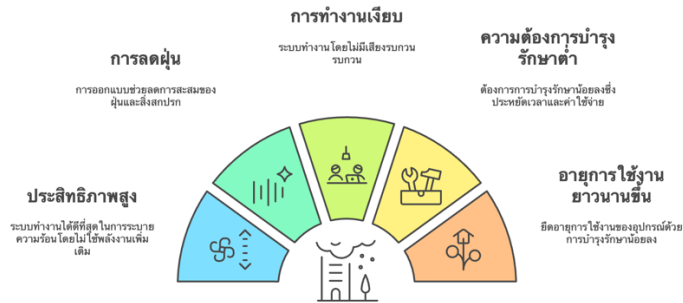 การทำงานเงียบ
ระบบทำงานโดยไม่มีเสียงรบกวน
รบกวน
ความต้องการบำรุง
รักษาต่ำ
ต้องการการบำรุงรักษาน้อยลงซึ่ง
ประหยัดเวลาและค่าใช้จ่าย
การลดฝุ่น
การออกแบบช่วยลดการสะสมของ
ฝุ่นและสิ่งสกปรก
ประสิทธิภาพสูง
ระบบทำงานได้ดีที่สุดในการระบาย
ความร้อนโดยไม่ใช้พลังงานเพิ่ม
เติม
อายุการใช้งาน
ยาวนานขึ้น
ยืดอายุการใช้งานของอุปกรณ์ด้วย
การบำรุงรักษาน้อยลง